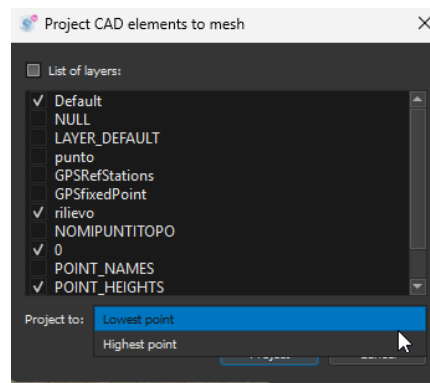 Project CAD elements to mesh
List of layers:
Default
NULL
LAYER_DEFAULT
punto
GPSRefStations
GPSfixedPoint
rilievo
NOMIPUNTITOPO
0
POINT_NAMES
POINT_HEIGHTS
Project to: Lowest point
Highest point